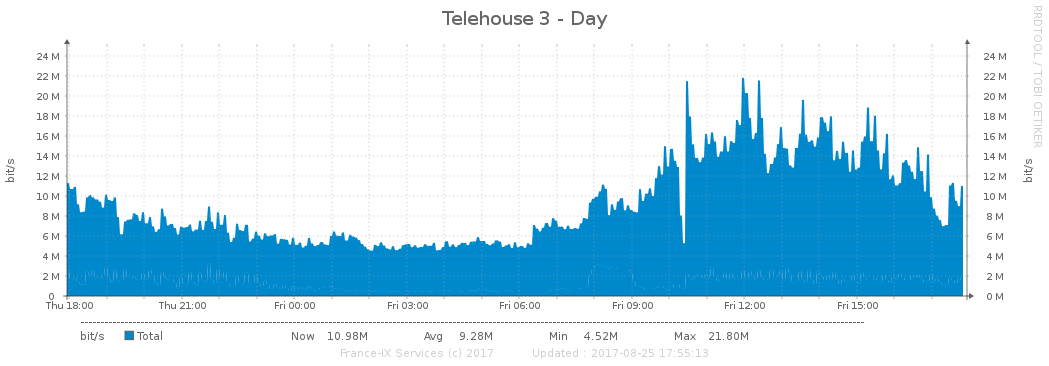 Telehouse 3 - Day
RRDTOOL / TOBI OETIKER
bit/s
24 M 24 M
22 M 22 M
20 M 20 M
18 M 18 M
16 M 16 M
14 M 14 M
12 M 12 M
10 M 10 M
8 M 8 M
6 M 6 M
4 M 4 M
2 M 2 M
0 0 M
bit/s
Thu 18:00 Thu 21:00 Fri 00:00 Fri 03:00 Fri 06:00 Fri 09:00 Fri 12:00 Fri 15:00
bit/s Total Now 10.98M Avg 9.28M Min 4.52M Max 21.80M
France-IX Services (c) 2017 Updated : 2017-08-25 17:55:13